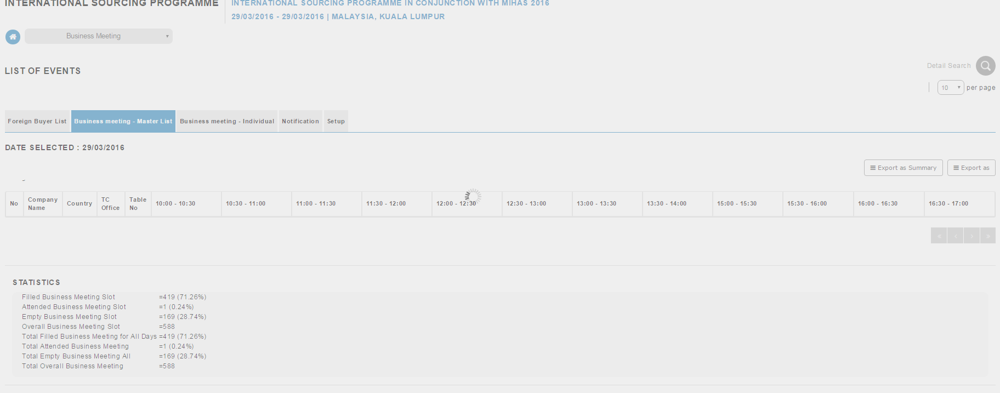 INTERNATIONAL SOURCING PROGRAMME
INTERNATIONAL SOURCING PROGRAMME IN CONJUNCTION WITH MIHAS 2016
29/03/2016 - 29/03/2016 | MALAYSIA, KUALA LUMPUR
Business Meeting
LIST OF EVENTS
Detail Search
10 per page
Foreign Buyer List Business meeting - Master List Business meeting - Individual Notification Setup
DATE SELECTED : 29/03/2016
Export as Summary Export as
No Company Name Country TC Office Table No 10:00 - 10:30 10:30 - 11:00 11:00 - 11:30 11:30 - 12:00 12:00 - 12:30 12:30 - 13:00 13:00 - 13:30 13:30 - 14:00 15:00 - 15:30 15:30 - 16:00 16:00 - 16:30 16:30 - 17:00
« ‹ › »
STATISTICS
Filled Business Meeting Slot =419 (71.26%)
Attended Business Meeting Slot =1 (0.24%)
Empty Business Meeting Slot =169 (28.74%)
Overall Business Meeting Slot =588
Total Filled Business Meeting for All Days =419 (71.26%)
Total Attended Business Meeting =1 (0.24%)
Total Empty Business Meeting All =169 (28.74%)
Total Overall Business Meeting =588